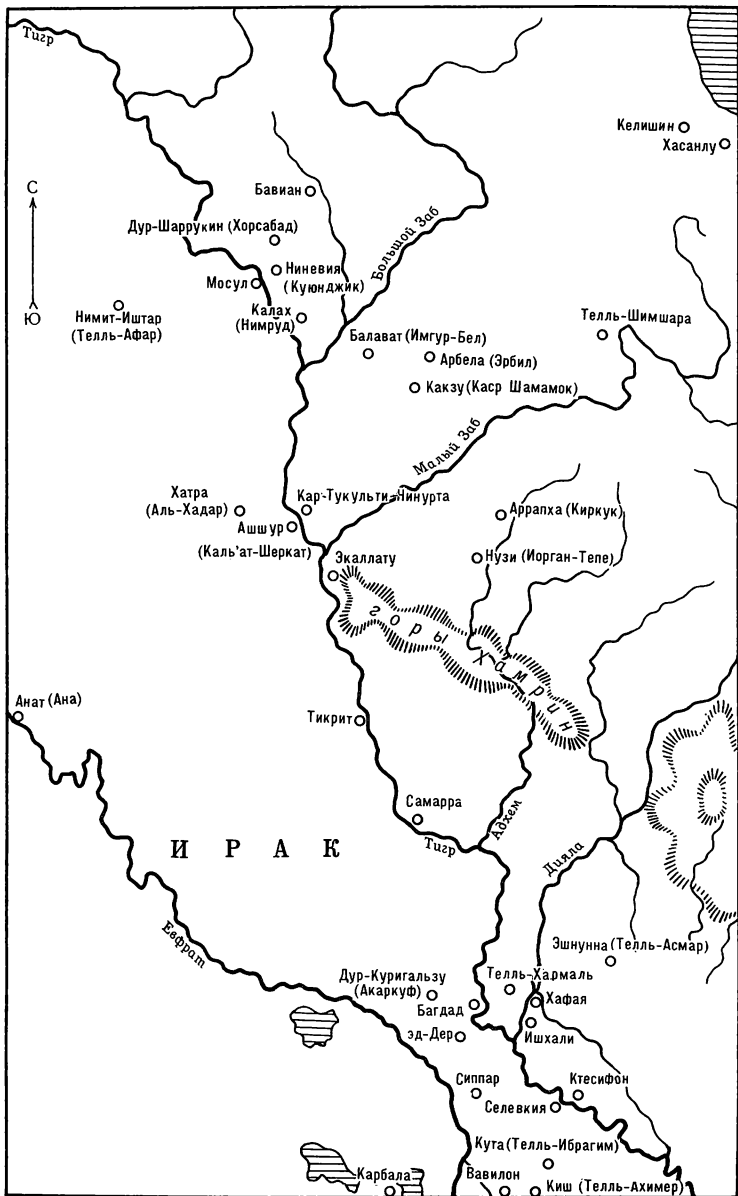 Тигр
Келишин
Хасанлу
С
Ю
Бавиан
Дур-Шаррукин (Хорсабад)
Большой Заб
Ниневия
(Куюнджик)
Мосул
Калах
(Нимруд)
Нимит-Иштар
(Телль-Афар)
Телль-Шимшара
Балават (Имгур-Бел)
Арбела (Эрбил)
Какзу (Каср Шамамок)
Малый Заб
Хатра
(Аль-Хадар)
Кар-Тукульти-Нинурта
Ашшур
(Каль'ат-Шеркат)
Аррапха (Киркук)
Экаллату
Нузи (Иорган-Тепе)
горы Хамрин
Анат (Ана)
Тикрит
Самарра
Тигр
Адхем
Дияла
ИРАК
Евфрат
Эшнунна (Телль-Асмар)
Дур-Куригальзу
(Акаркуф)
Телль-Хармаль
Багдад
Хафая
эд-Дер
Ишхали
Сиппар
Ктесифон
Селевкия
Кута (Телль-Ибрагим)
Карбала
Вавилон
Киш (Телль-Ахимер)